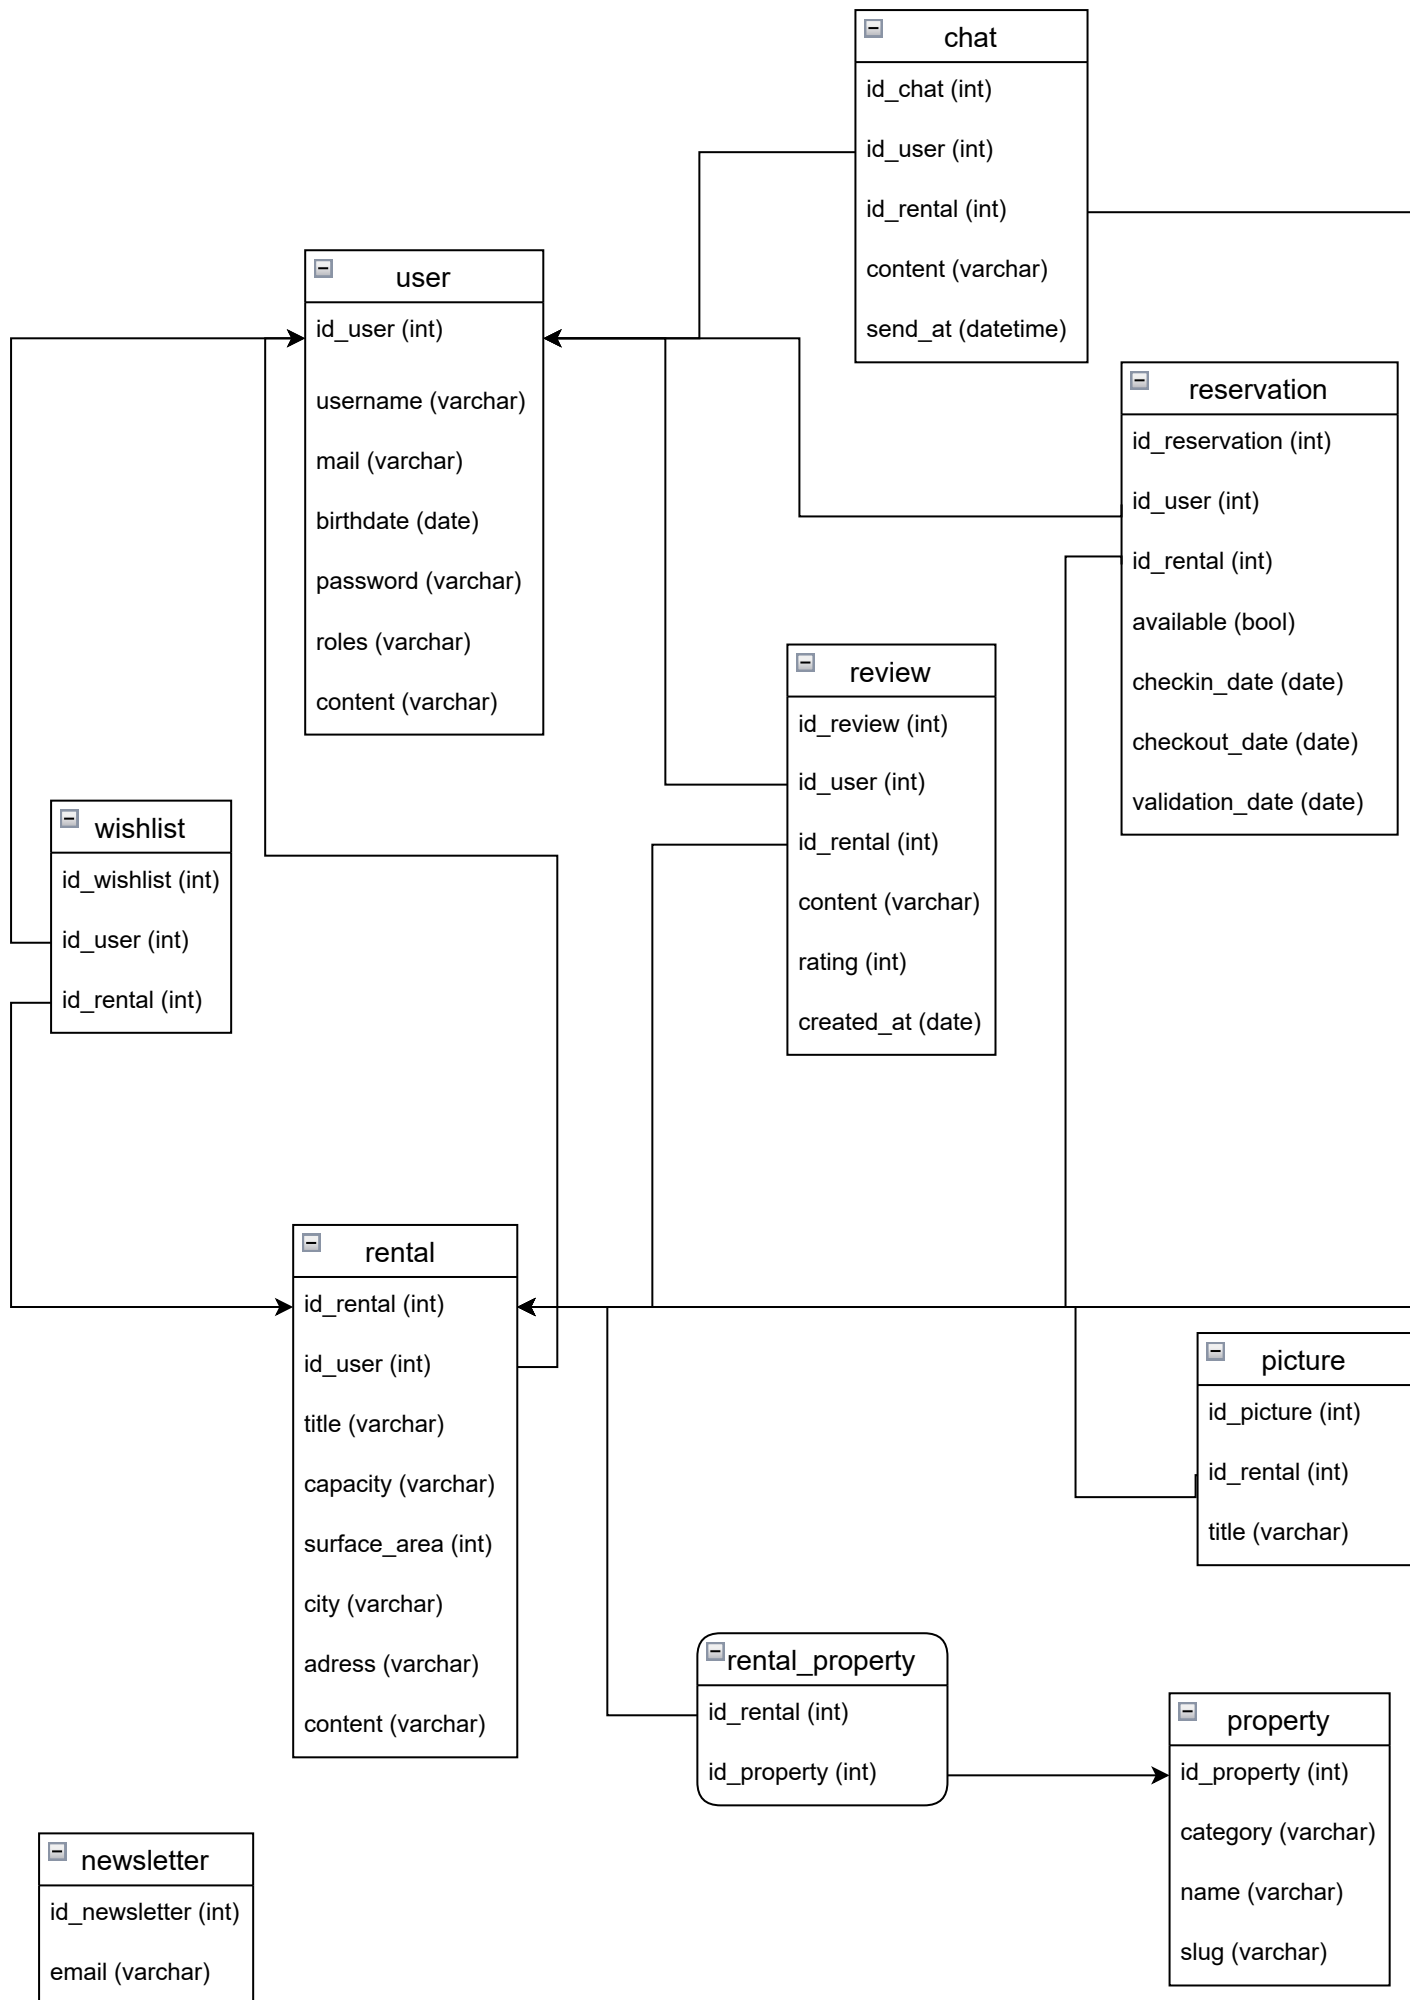 chat
id_chat (int)
id_user (int)
id_rental (int)
content (varchar)
send_at (datetime)
user
id_user (int)
username (varchar)
mail (varchar)
birthdate (date)
password (varchar)
roles (varchar)
content (varchar)
reservation
id_reservation (int)
id_user (int)
id_rental (int)
available (bool)
checkin_date (date)
checkout_date (date)
validation_date (date)
review
id_review (int)
id_user (int)
id_rental (int)
content (varchar)
rating (int)
created_at (date)
wishlist
id_wishlist (int)
id_user (int)
id_rental (int)
rental
id_rental (int)
id_user (int)
title (varchar)
capacity (varchar)
surface_area (int)
city (varchar)
adress (varchar)
content (varchar)
picture
id_picture (int)
id_rental (int)
title (varchar)
rental_property
id_rental (int)
id_property (int)
property
id_property (int)
category (varchar)
name (varchar)
slug (varchar)
newsletter
id_newsletter (int)
email (varchar)